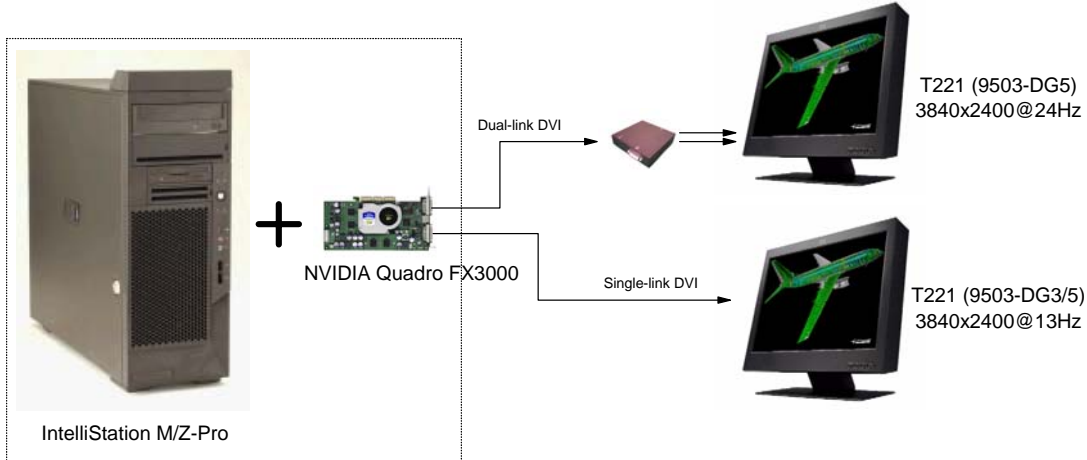 T221 (9503-DG5)
3840x2400@24Hz
Dual-link DVI
NVIDIA Quadro FX3000
Single-link DVI
T221 (9503-DG3/5)
3840x2400@13Hz
IntelliStation M/Z-Pro